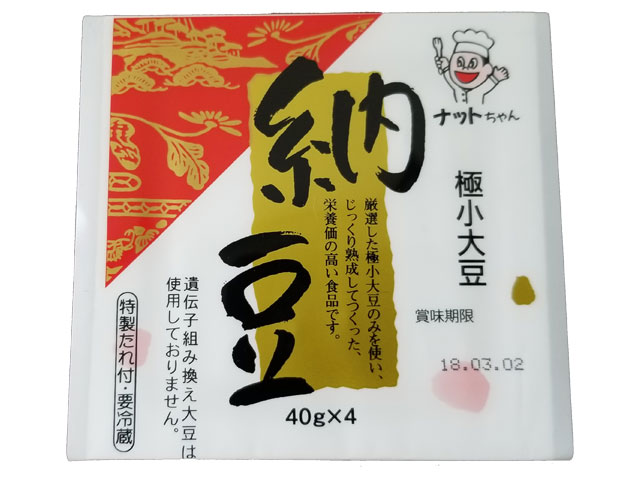 納豆
ナットちゃん
極小大豆
厳選した極小大豆のみを使い、
じっくり熟成してつくった、
栄養価の高い食品です。
賞味期限
18.03.02
遺伝子組み換え大豆は
使用しておりません。
特製たれ付・要冷蔵
40g×4